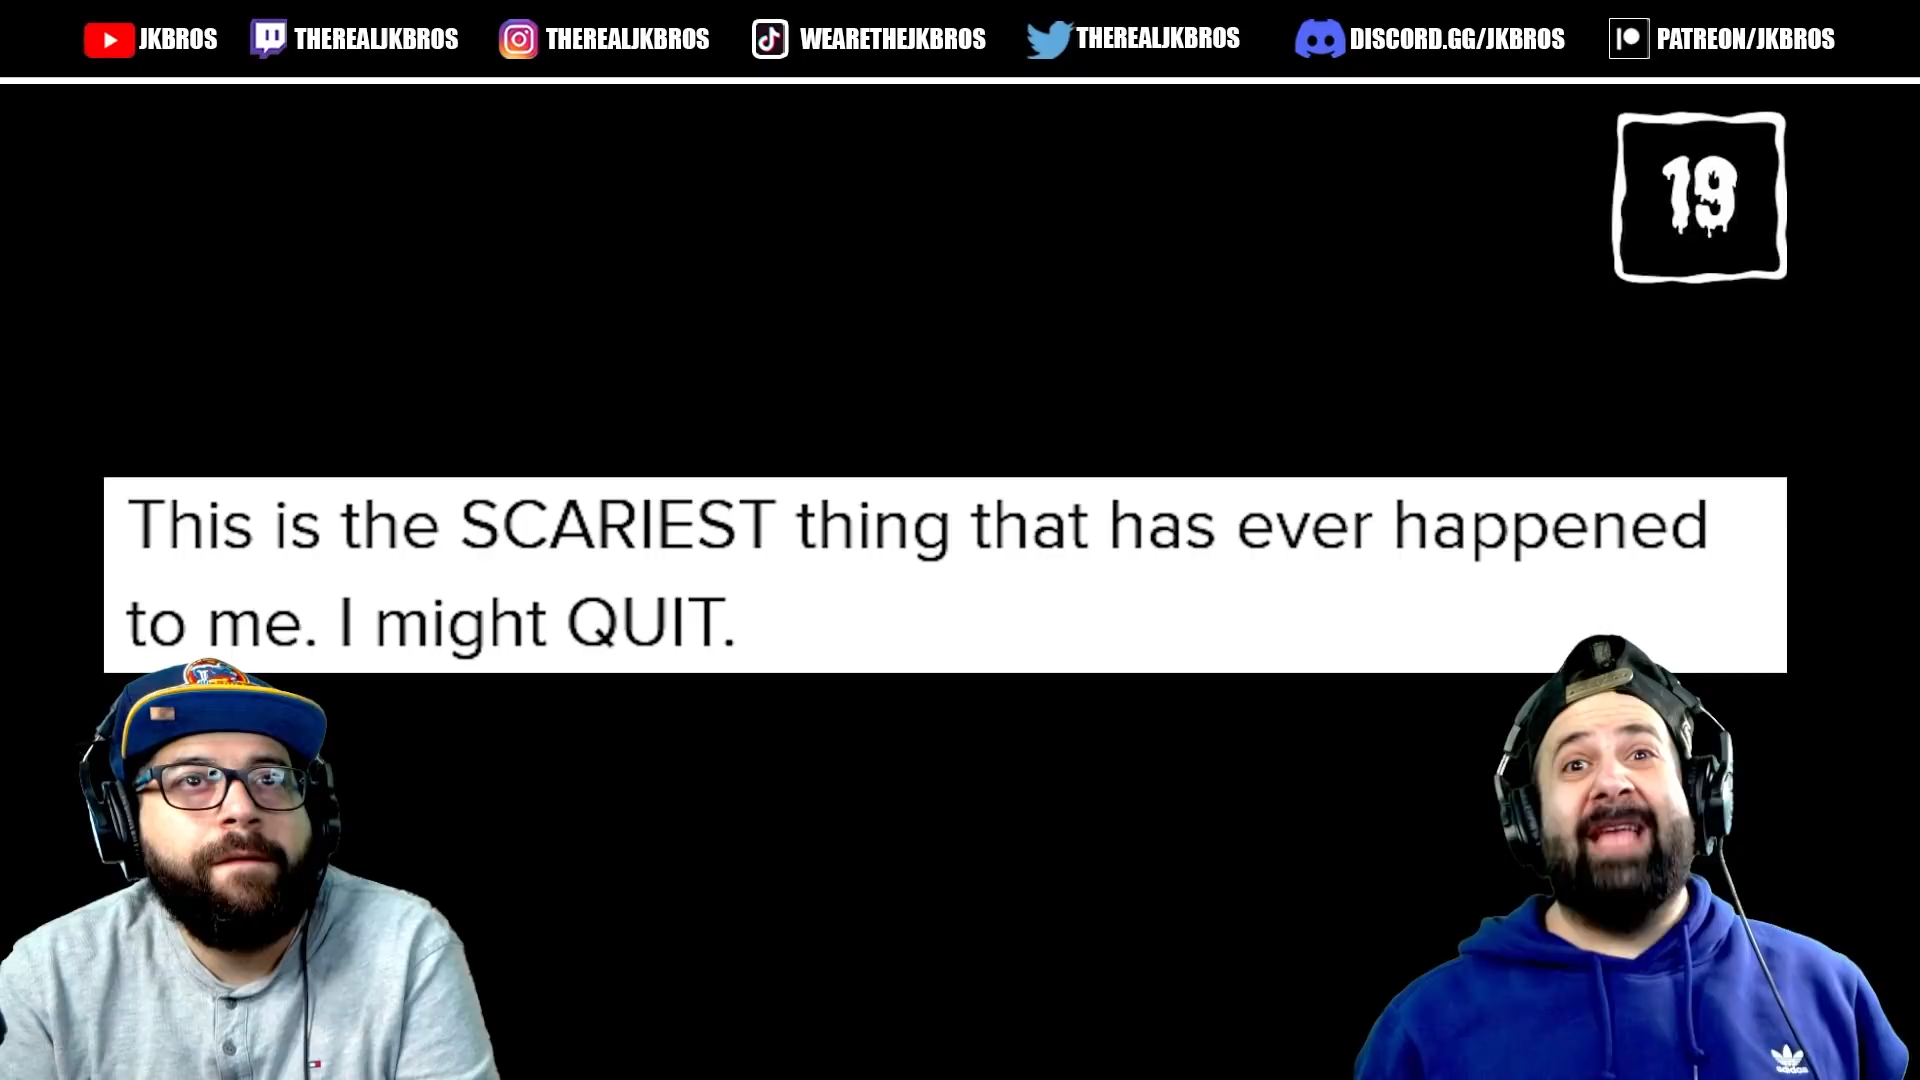 JKBROS THEREALJKBROS THEREALJKBROS WEARETHEJKBROS THEREALJKBROS DISCORD.GG/JKBROS PATREON/JKBROS
19
This is the SCARIEST thing that has ever happened
to me. I might QUIT.
adidas